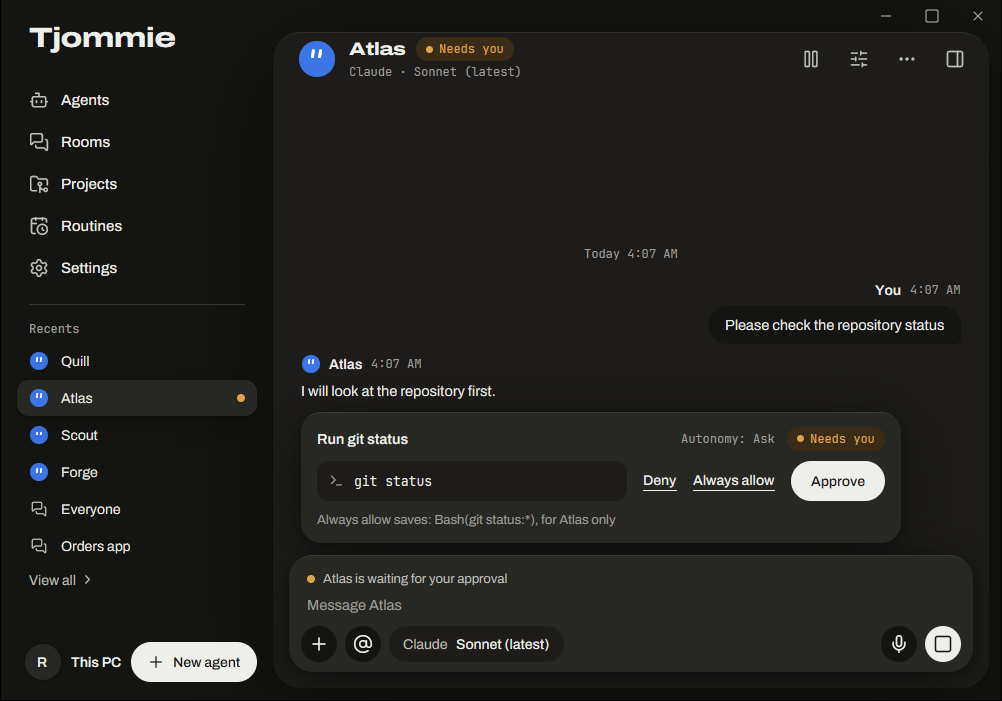 Tjommie
Agents
Rooms
Projects
Routines
Settings
Recents
Quill
Atlas
Scout
Forge
Everyone
Orders app
View all
R This PC
New agent
Atlas Needs you
Claude · Sonnet (latest)
Today 4:07 AM
You 4:07 AM
Please check the repository status
Atlas 4:07 AM
I will look at the repository first.
Run git status Autonomy: Ask Needs you
>_ git status Deny Always allow Approve
Always allow saves: Bash(git status:*), for Atlas only
Atlas is waiting for your approval
Message Atlas
+ @ Claude Sonnet (latest)